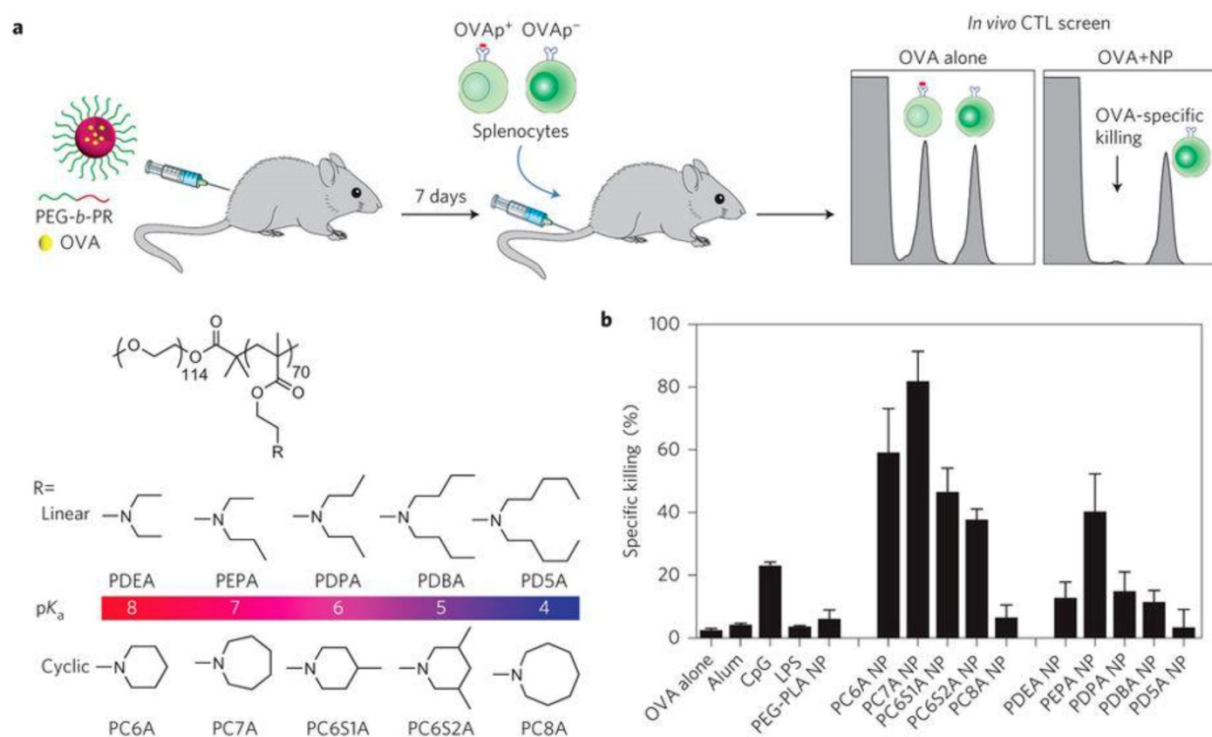 a
OVAp⁺ OVAp⁻
Splenocytes
In vivo CTL screen
OVA alone
OVA+NP
OVA-specific
killing
PEG-b-PR
OVA
7 days
O
O
O
114
70
O
O
R
R=
Linear
N
N
N
N
N
PDEA PEPA PDPA PDBA PD5A
pKa 8 7 6 5 4
Cyclic
N
N
N
N
N
PC6A PC7A PC6S1A PC6S2A PC8A
b
Specific killing (%)
100
80
60
40
20
0
OVA alone
Alum
CpG
LPS
PEG-PLA NP
PC6A NP
PC7A NP
PC6S1A NP
PC6S2A NP
PC8A NP
PDEA NP
PEPA NP
PDPA NP
PDBA NP
PD5A NP